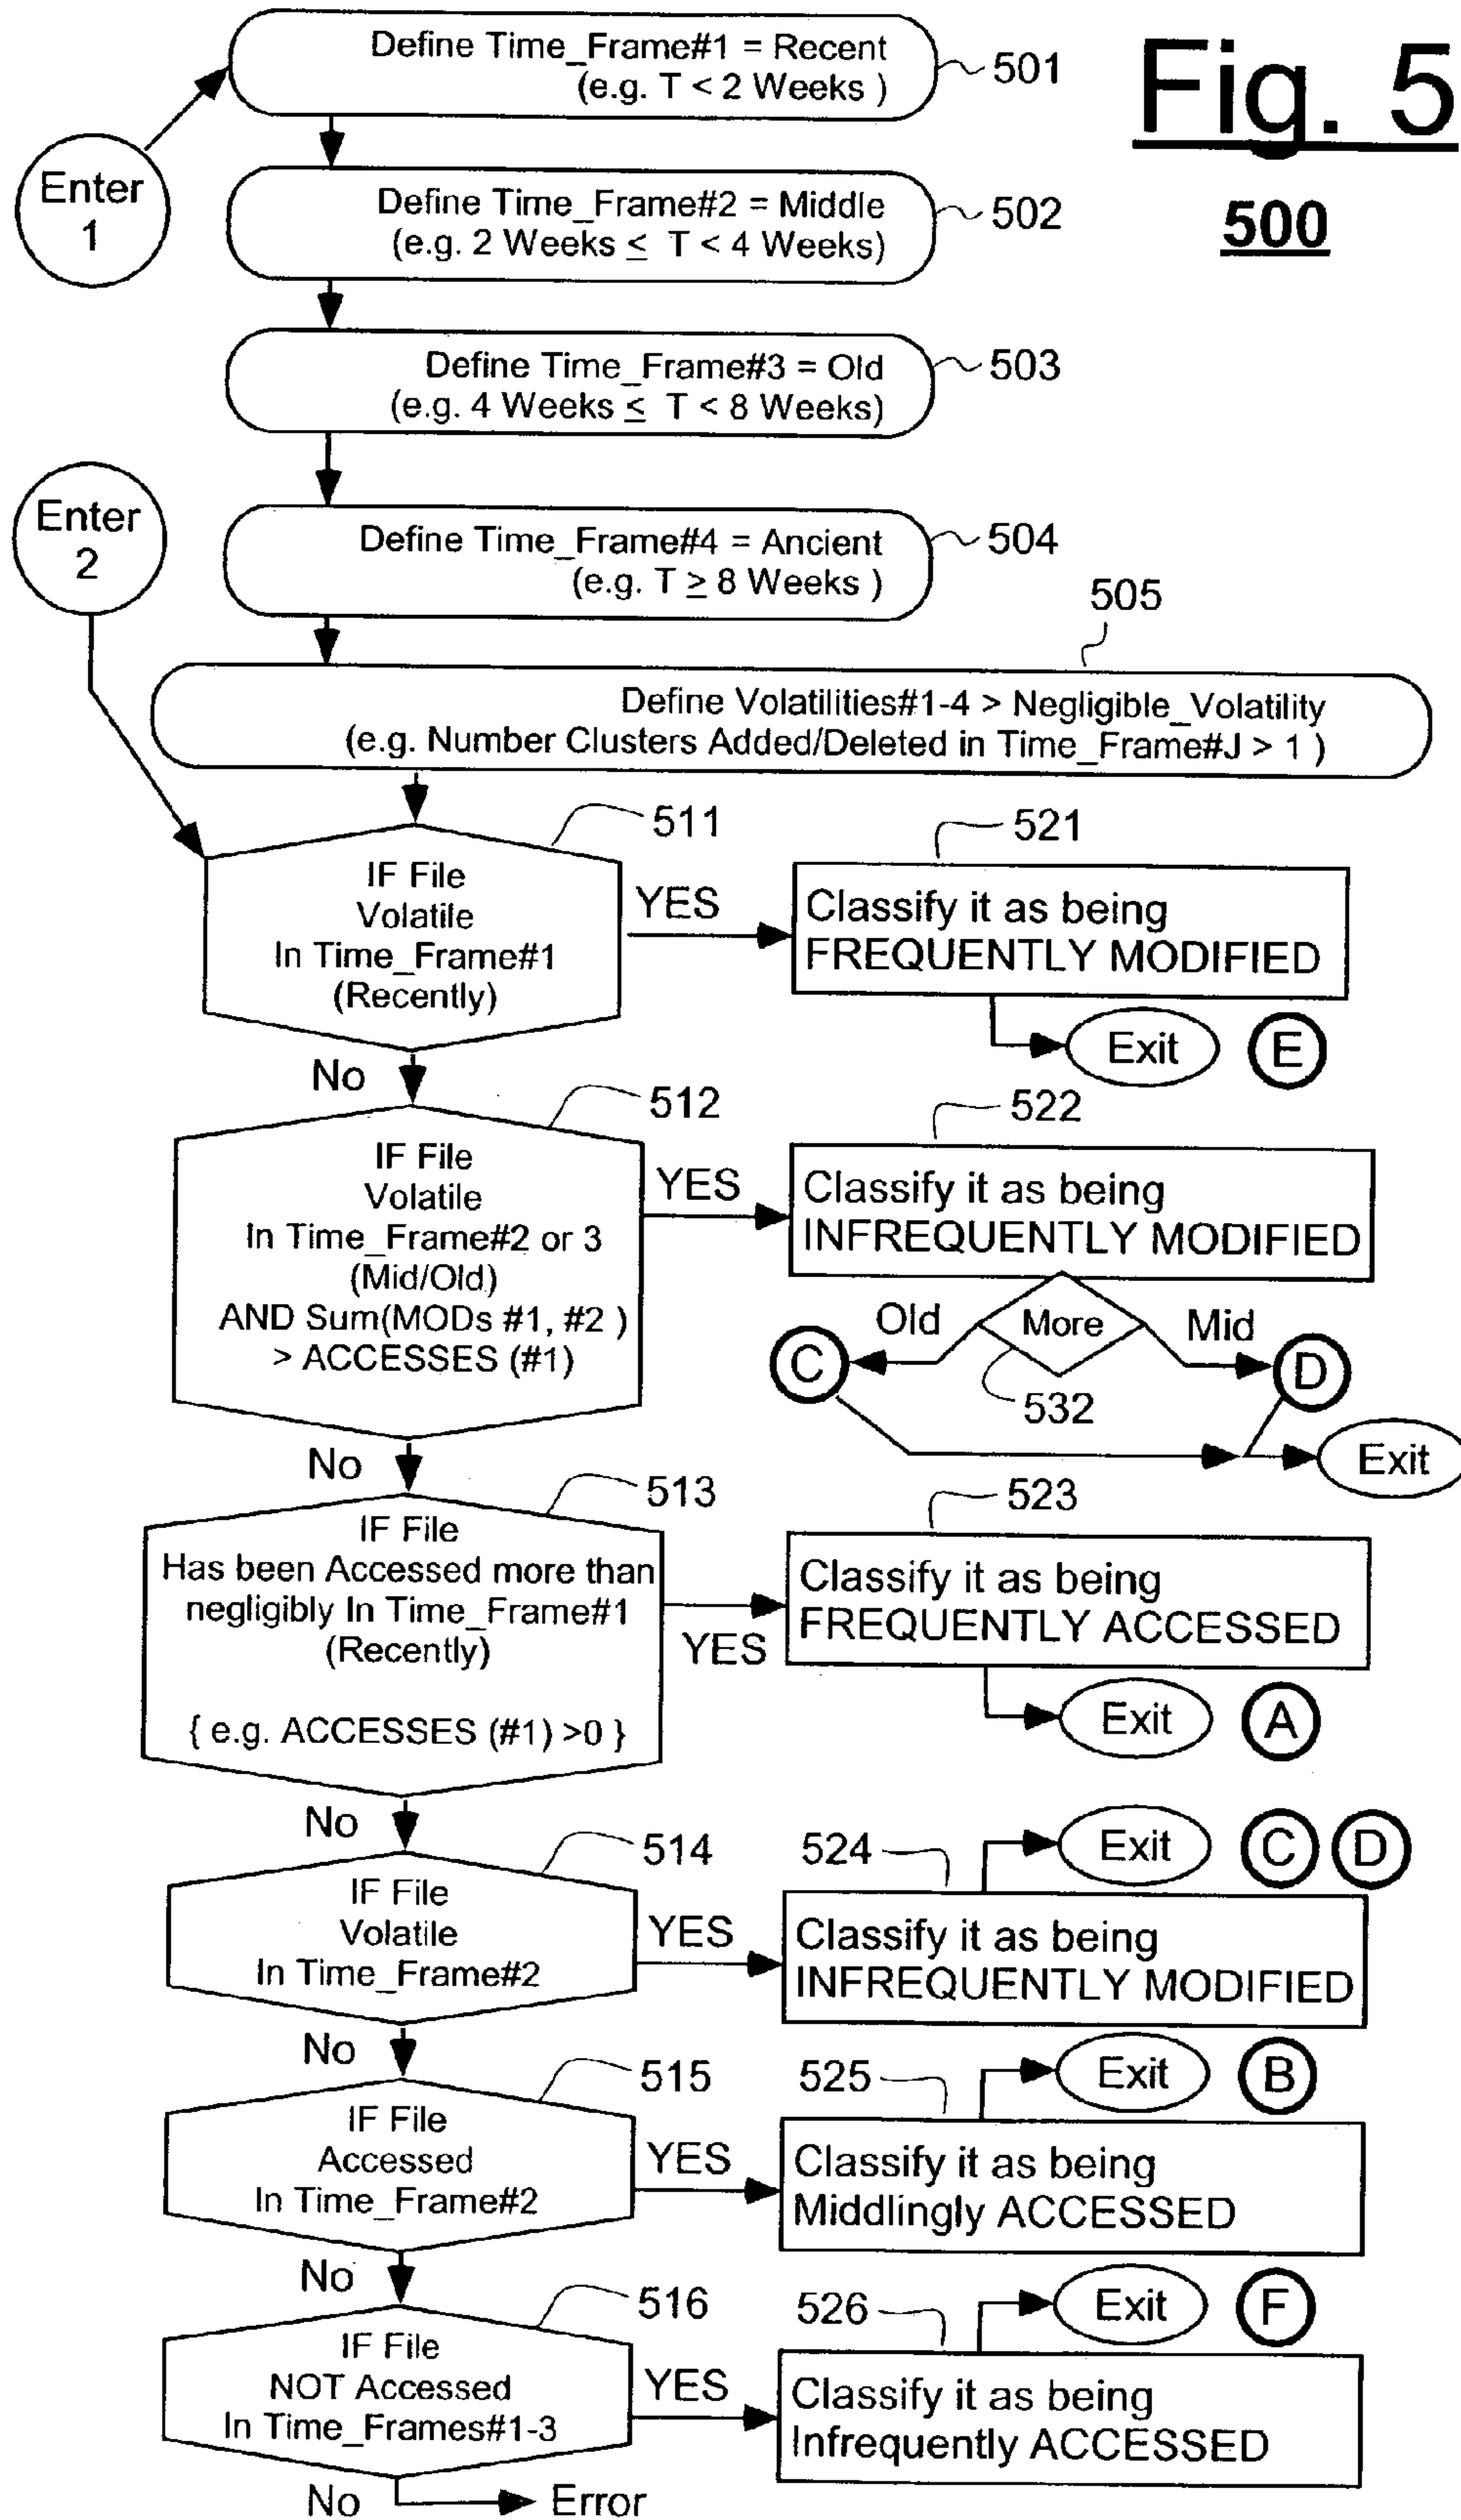 Fig. 5
500
Enter
1
Define Time_Frame#1 = Recent
(e.g. T < 2 Weeks )
501
Define Time_Frame#2 = Middle
(e.g. 2 Weeks ≤ T < 4 Weeks)
502
Define Time_Frame#3 = Old
(e.g. 4 Weeks ≤ T < 8 Weeks)
503
Enter
2
Define Time_Frame#4 = Ancient
(e.g. T ≥ 8 Weeks )
504
505
Define Volatilities#1-4 > Negligible_Volatility
(e.g. Number Clusters Added/Deleted in Time_Frame#J > 1 )
511
IF File
Volatile
In Time_Frame#1
(Recently)
YES
521
Classify it as being
FREQUENTLY MODIFIED
Exit
E
No
512
IF File
Volatile
In Time_Frame#2 or 3
(Mid/Old)
AND Sum(MODs #1, #2 )
> ACCESSES (#1)
YES
522
Classify it as being
INFREQUENTLY MODIFIED
Old
More
Mid
C
532
D
Exit
No
513
IF File
Has been Accessed more than
negligibly In Time_Frame#1
(Recently)
{ e.g. ACCESSES (#1) >0 }
YES
523
Classify it as being
FREQUENTLY ACCESSED
Exit
A
No
514
IF File
Volatile
In Time_Frame#2
YES
524
Exit
C
D
Classify it as being
INFREQUENTLY MODIFIED
No
515
IF File
Accessed
In Time_Frame#2
YES
525
Exit
B
Classify it as being
Middlingly ACCESSED
No
516
IF File
NOT Accessed
In Time_Frames#1-3
YES
526
Exit
F
Classify it as being
Infrequently ACCESSED
No
Error